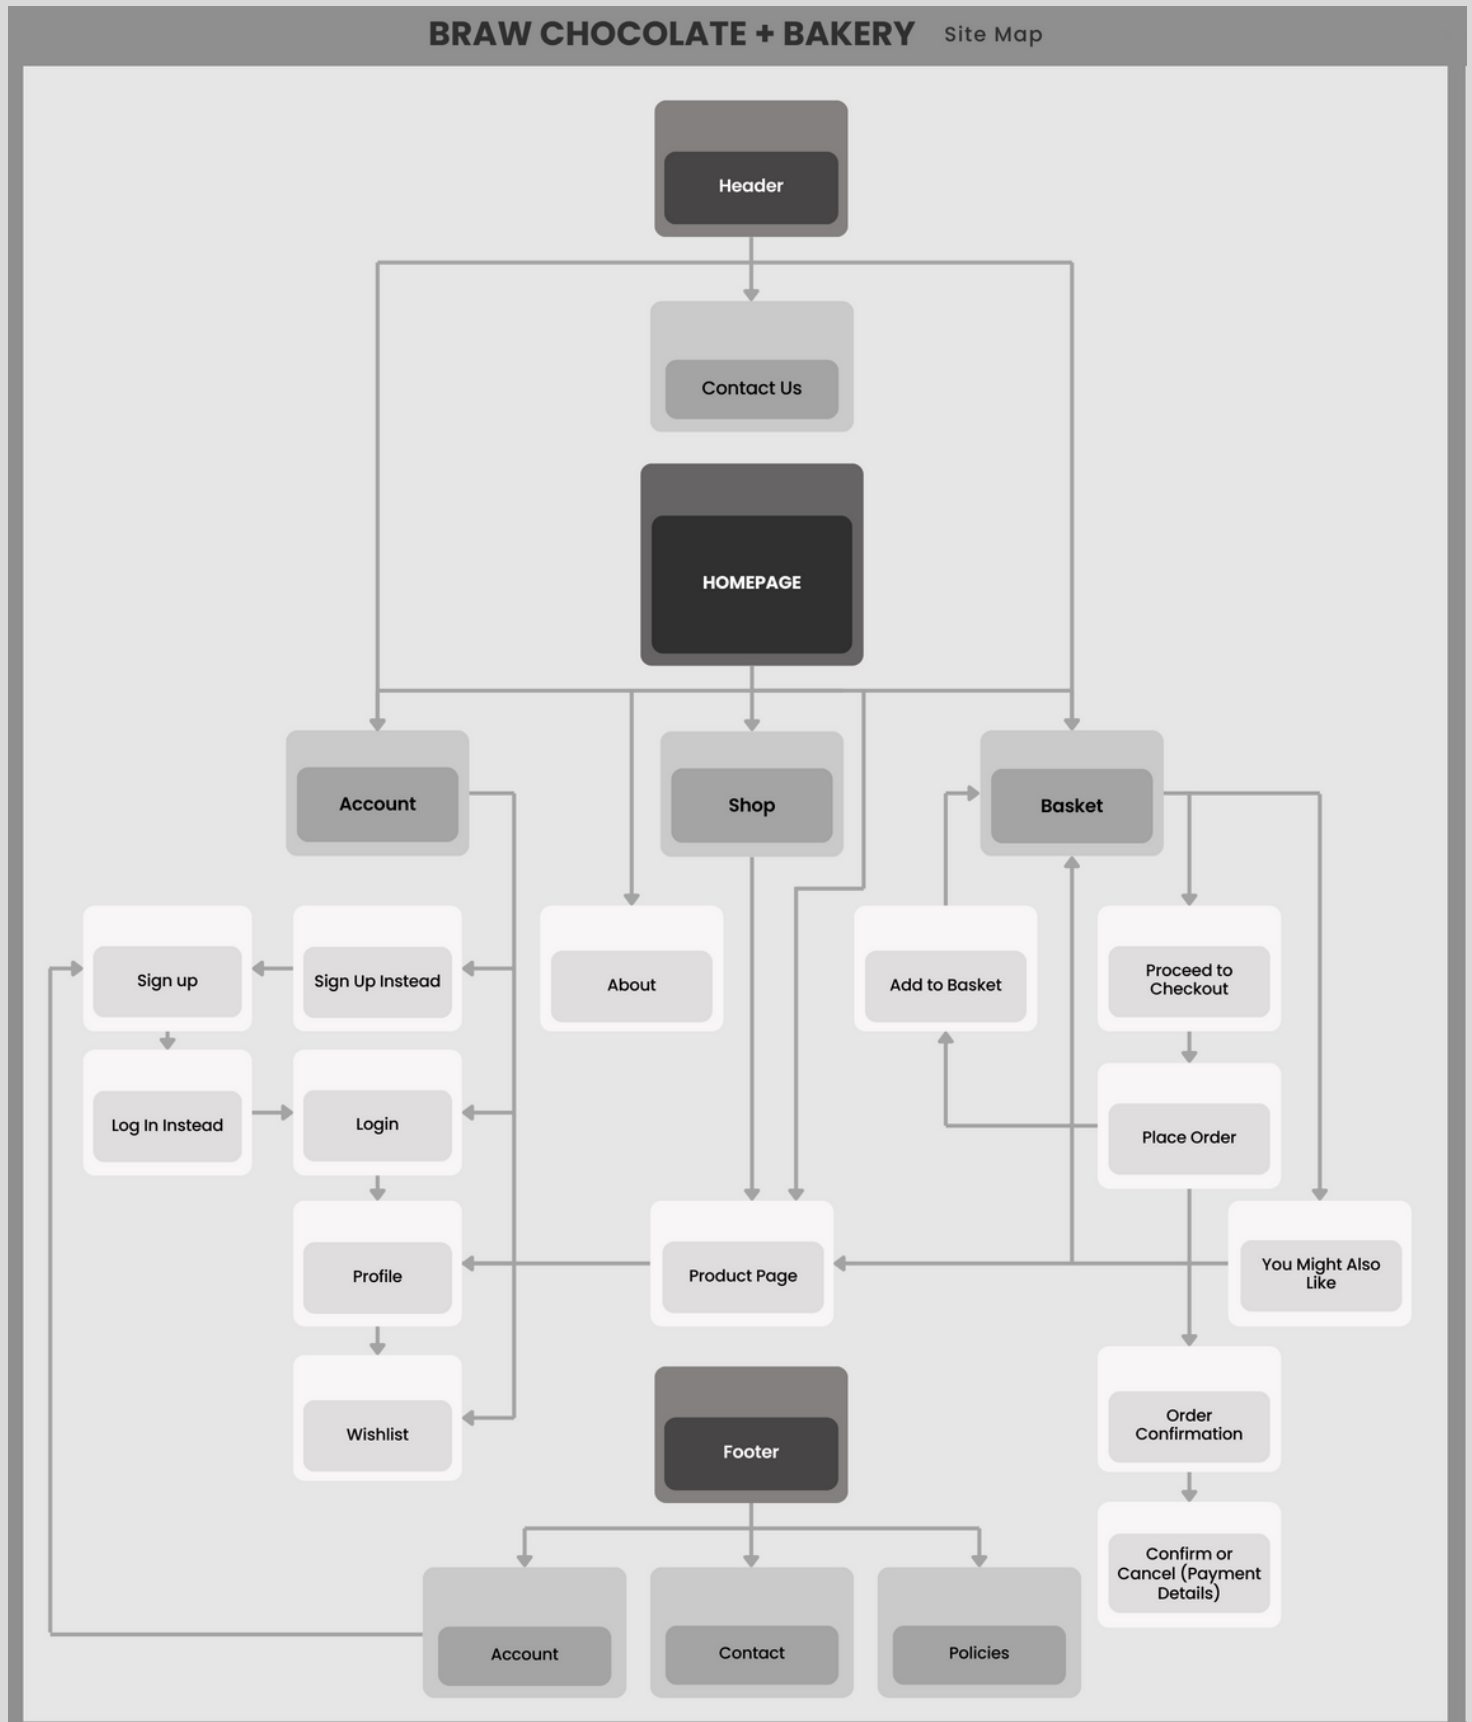 BRAW CHOCOLATE + BAKERY Site Map
Header
Contact Us
HOMEPAGE
Account
Shop
Basket
Sign up
Sign Up Instead
About
Add to Basket
Proceed to
Checkout
Log In Instead
Login
Place Order
Profile
Product Page
You Might Also
Like
Wishlist
Footer
Order
Confirmation
Confirm or
Cancel (Payment
Details)
Account
Contact
Policies